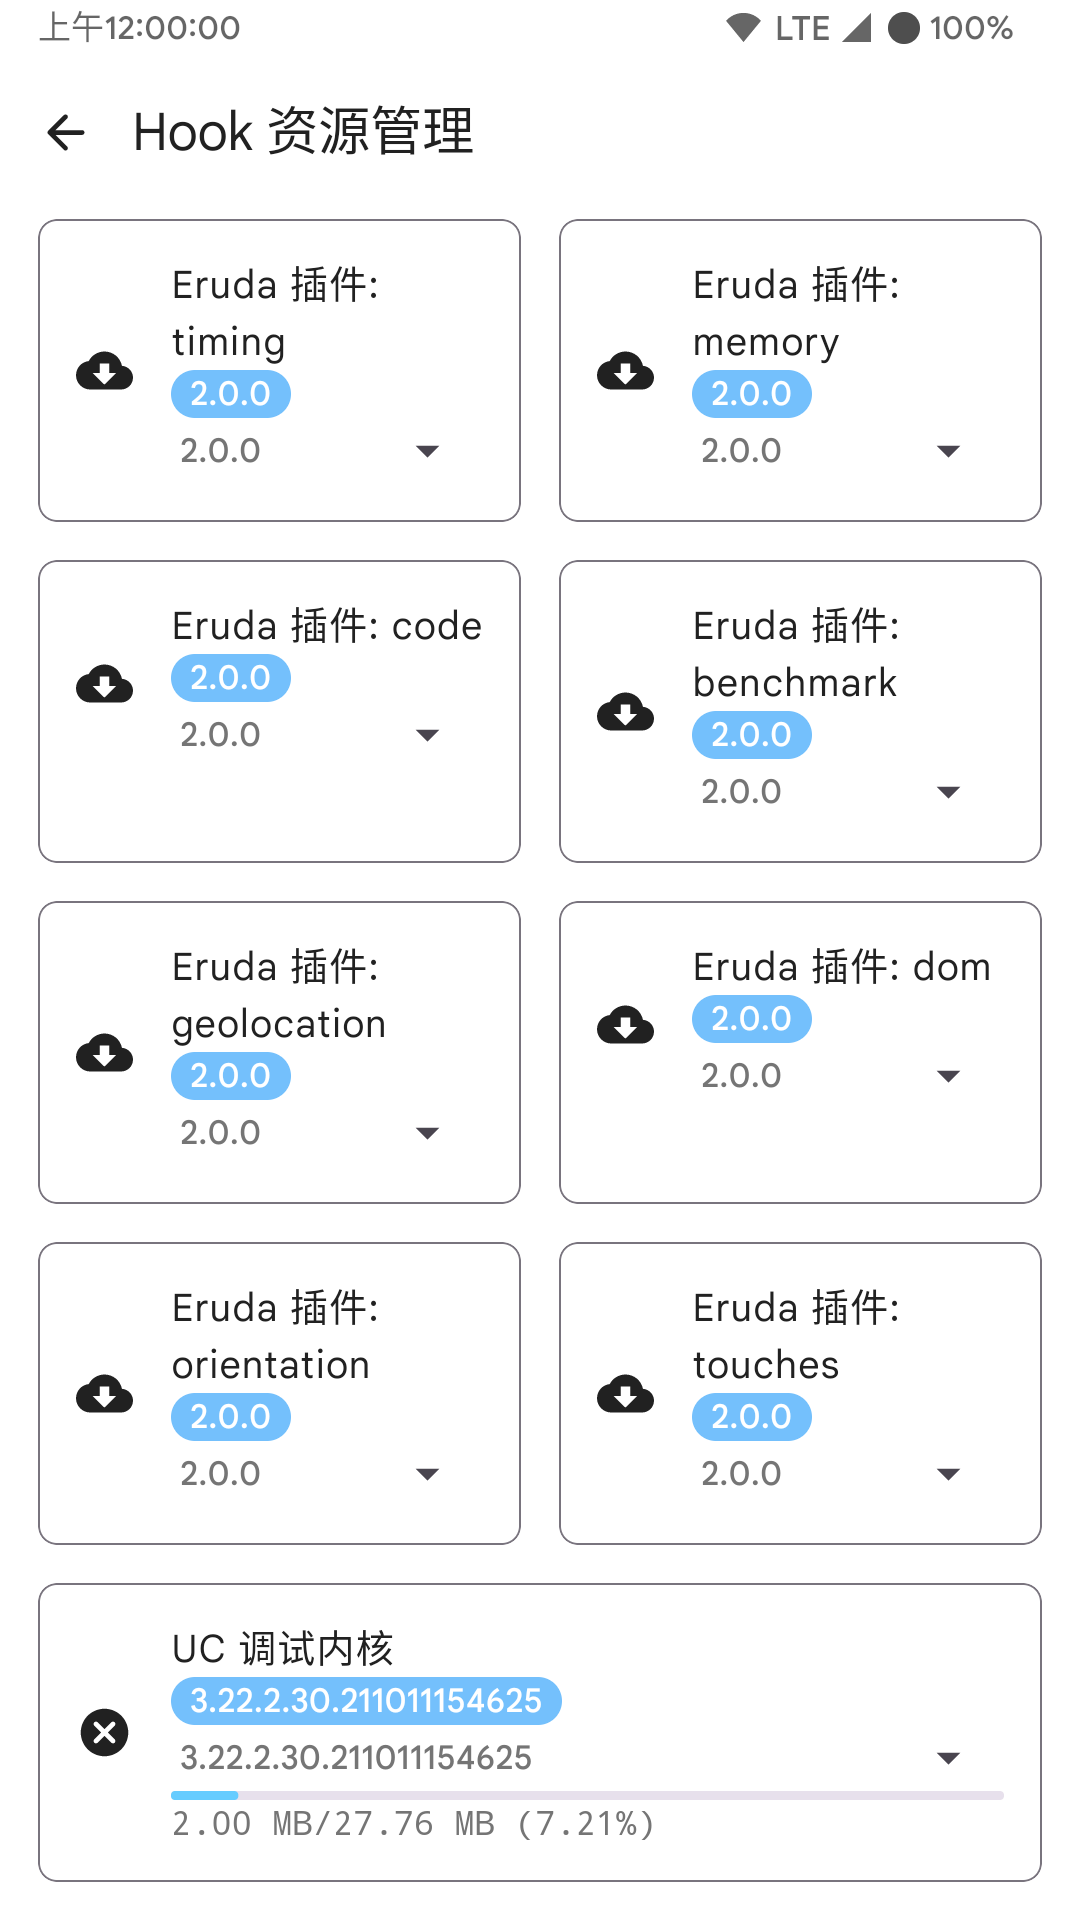 上午12:00:00 LTE 100%
Hook 资源管理
Eruda 插件:
timing
2.0.0
2.0.0
Eruda 插件:
memory
2.0.0
2.0.0
Eruda 插件: code
2.0.0
2.0.0
Eruda 插件:
benchmark
2.0.0
2.0.0
Eruda 插件:
geolocation
2.0.0
2.0.0
Eruda 插件: dom
2.0.0
2.0.0
Eruda 插件:
orientation
2.0.0
2.0.0
Eruda 插件:
touches
2.0.0
2.0.0
UC 调试内核
3.22.2.30.211011154625
3.22.2.30.211011154625
2.00 MB/27.76 MB (7.21%)